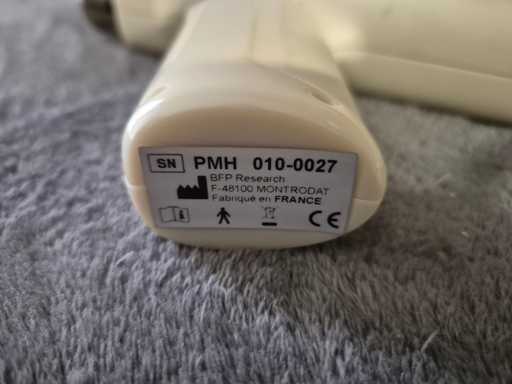 SN PMH 010-0027
BFP Research
F-48100 MONTRODAT
Fabriqué en FRANCE
CE